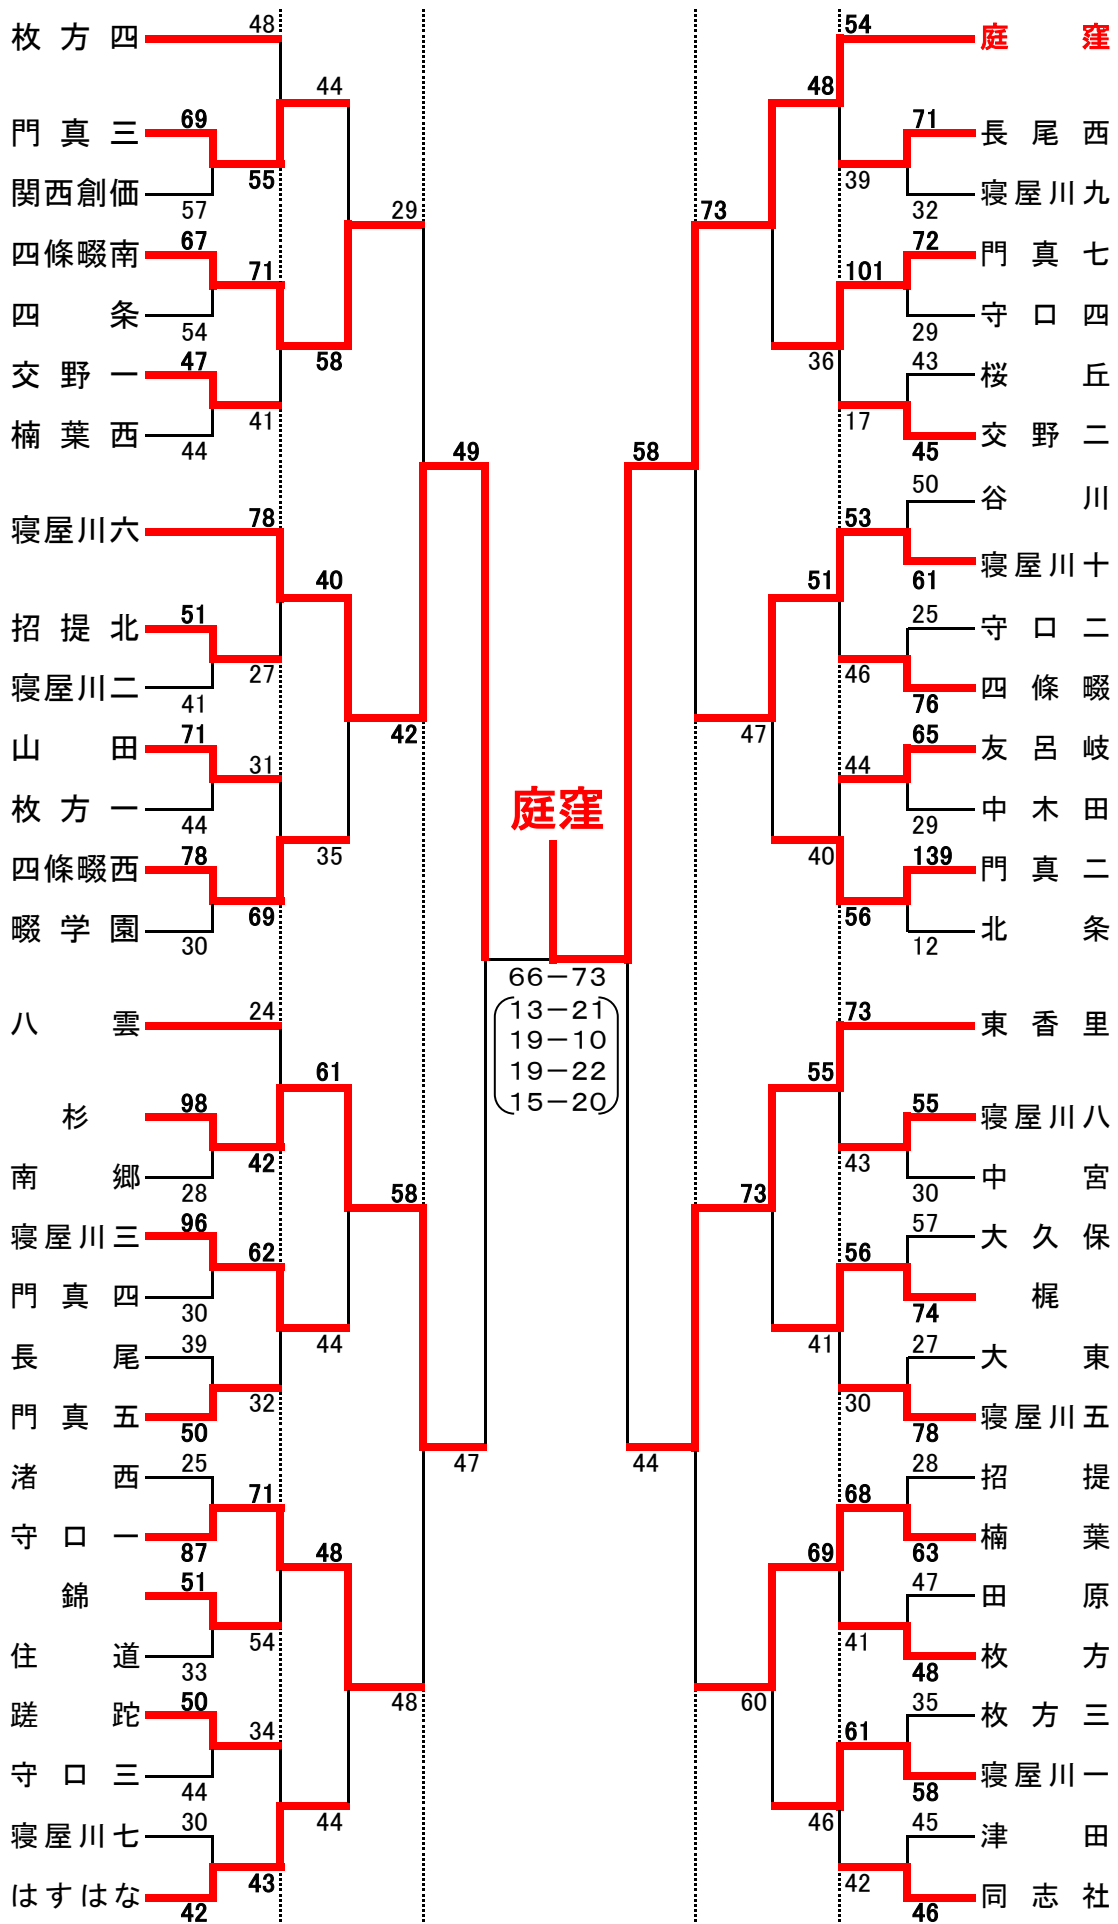 枚方四 48 54 庭窪
44 48
門真三 69 71 長尾西
55 39
関西創価 57 32 寝屋川九
29 73
四條畷南 67 72 門真七
71 101
四条 54 29 守口四
58 36
交野一 47 43 桜丘
41 17
楠葉西 44 45 交野二
49 58
50 谷川
寝屋川六 78 53
61 寝屋川十
40 51
招提北 51 25 守口二
27 46
寝屋川二 41 76 四條畷
42 47
山田 71 65 友呂岐
31 44
枚方一 44 29 中木田
庭窪
35 40
四條畷西 78 139 門真二
69 56
畷学園 30 12 北条
66－73
13－21
19－10
19－22
15－20
八雲 24 73 東香里
61 55
杉 98 55 寝屋川八
42 43
南郷 28 30 中宮
58 73
寝屋川三 96 57 大久保
62 56
門真四 30 74 梶
44 41
長尾 39 27 大東
32 30
門真五 50 78 寝屋川五
47 44
渚西 25 28 招提
71 68
守口一 87 63 楠葉
48 69
錦 51 47 田原
54 41
住道 33 48 枚方
48 60
蹉跎 50 35 枚方三
34 61
守口三 44 58 寝屋川一
44 46
寝屋川七 30 45 津田
43 42
はすはな 42 46 同志社